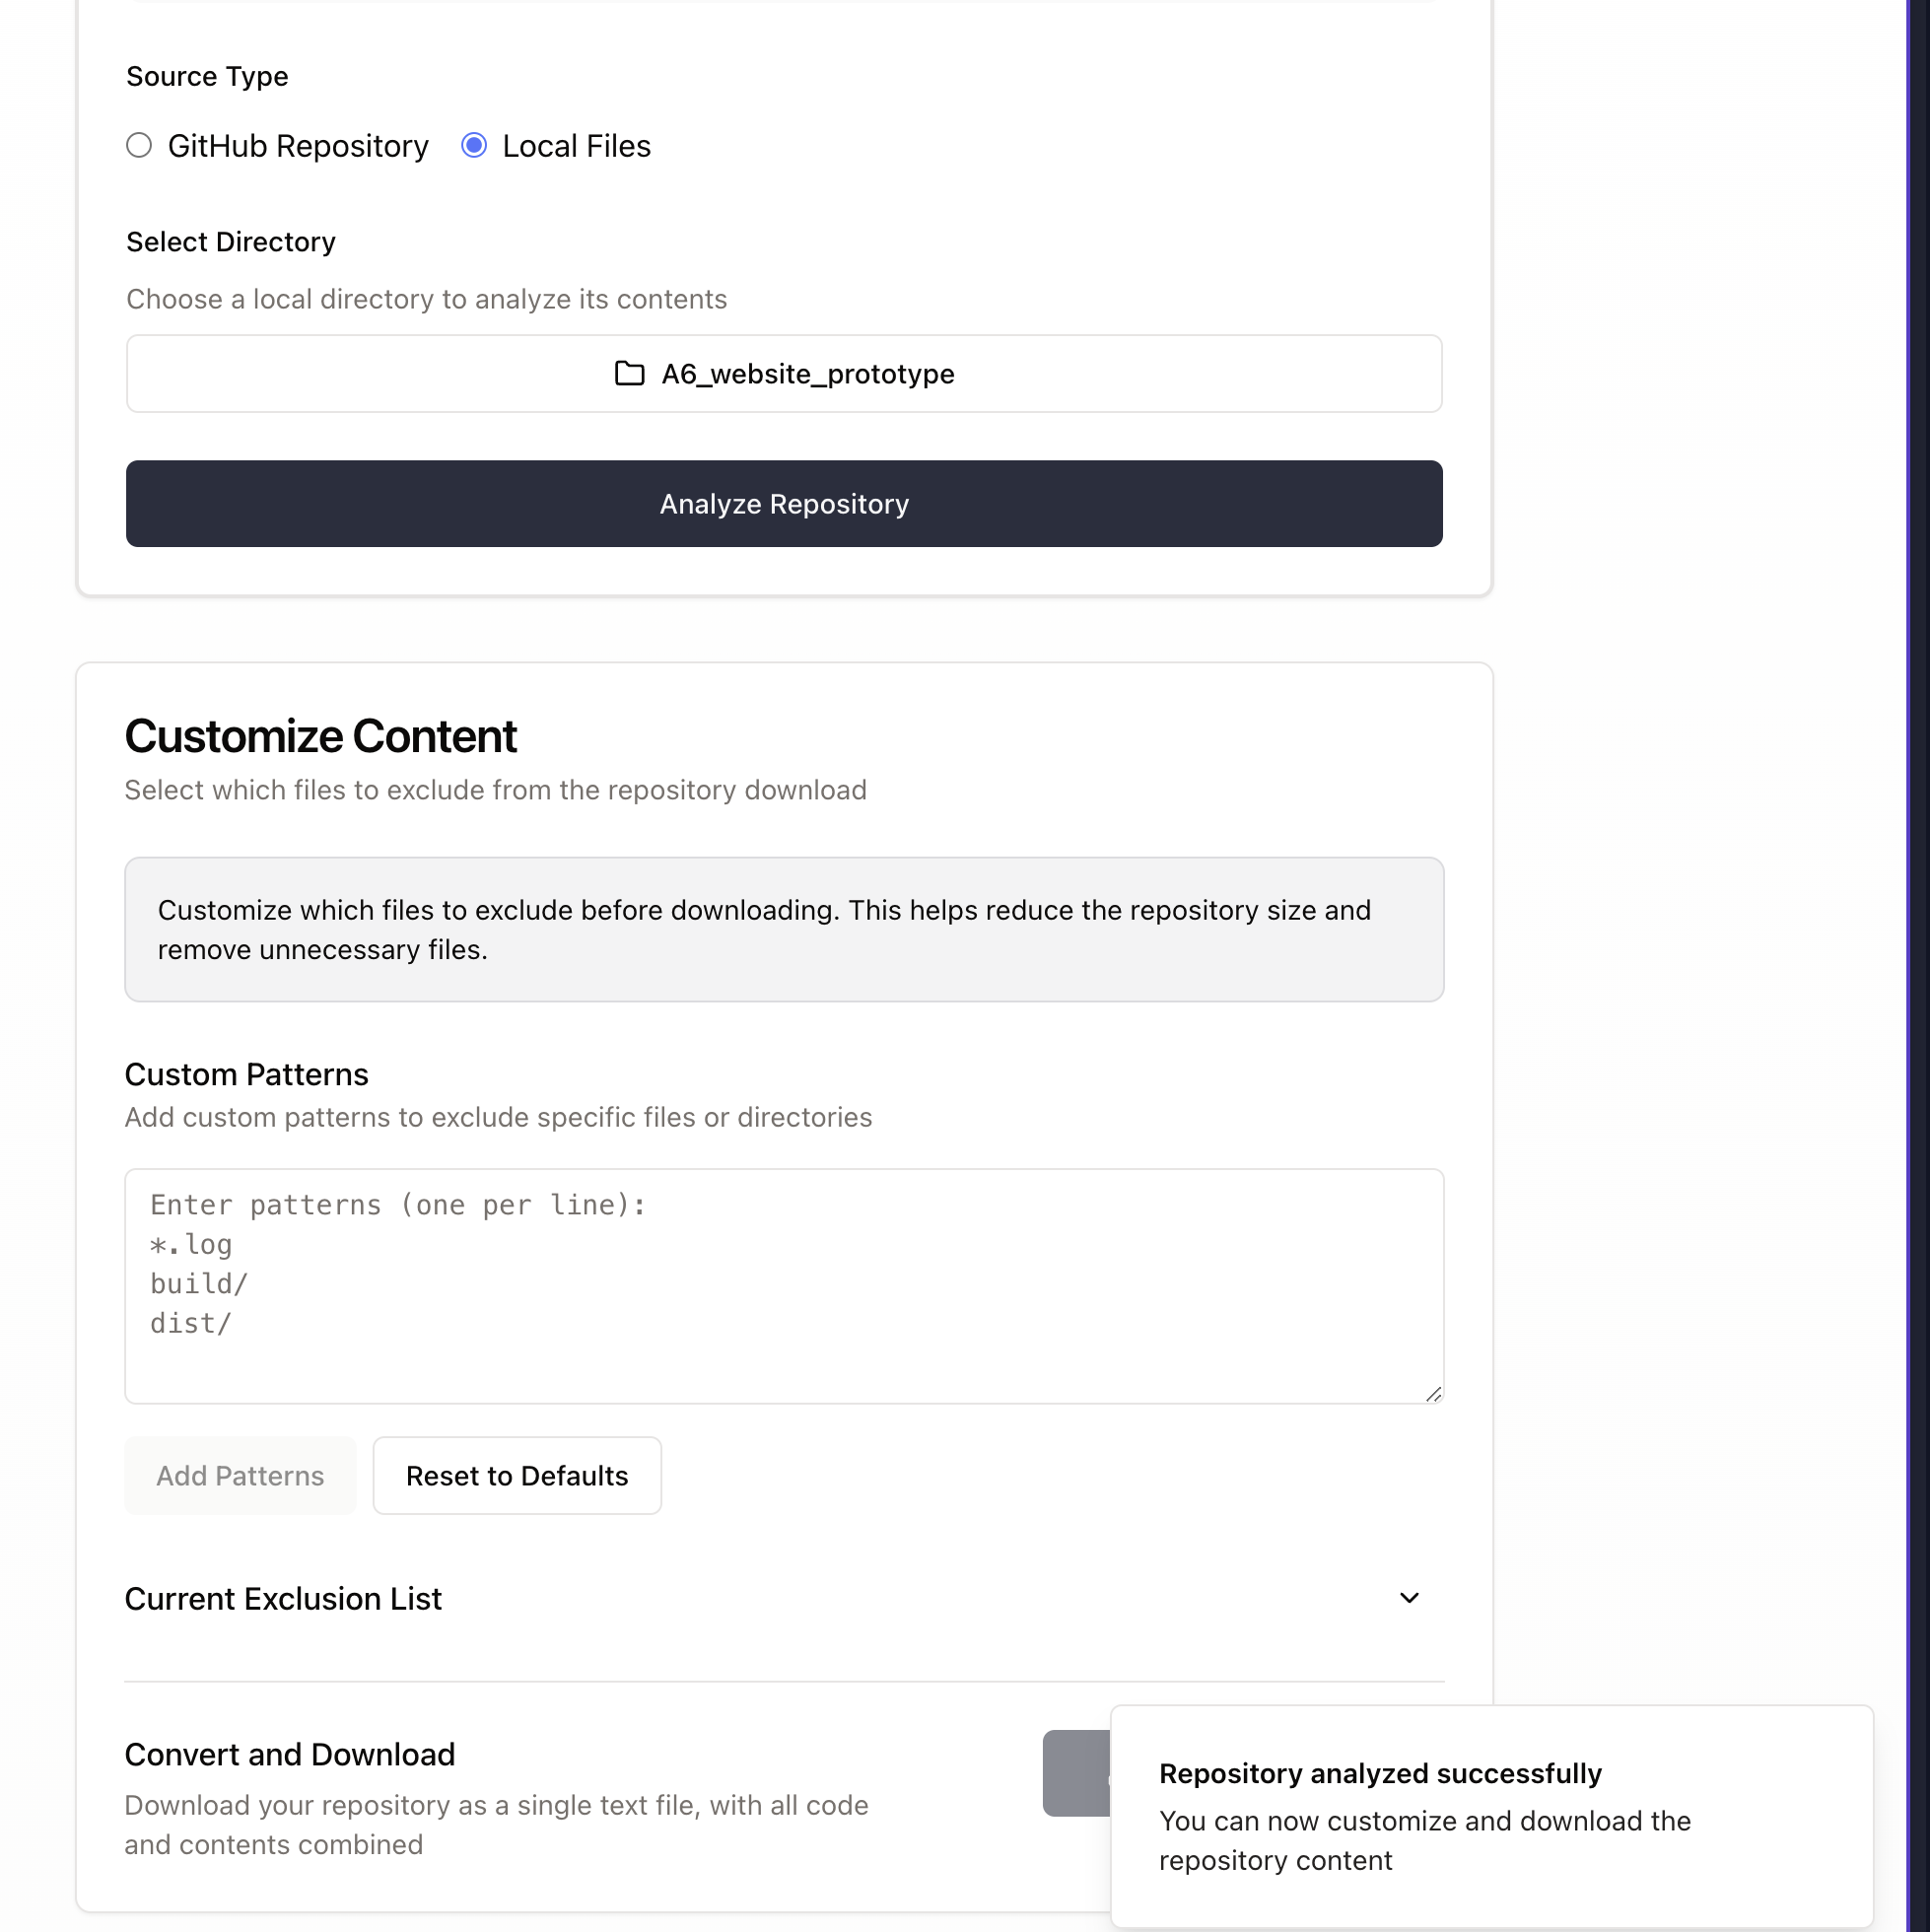 Source Type
GitHub Repository
Local Files
Select Directory
Choose a local directory to analyze its contents
A6_website_prototype
Analyze Repository
Customize Content
Select which files to exclude from the repository download
Customize which files to exclude before downloading. This helps reduce the repository size and
remove unnecessary files.
Custom Patterns
Add custom patterns to exclude specific files or directories
Enter patterns (one per line):
*.log
build/
dist/
Add Patterns
Reset to Defaults
Current Exclusion List
Convert and Download
Download your repository as a single text file, with all code
and contents combined
Repository analyzed successfully
You can now customize and download the
repository content